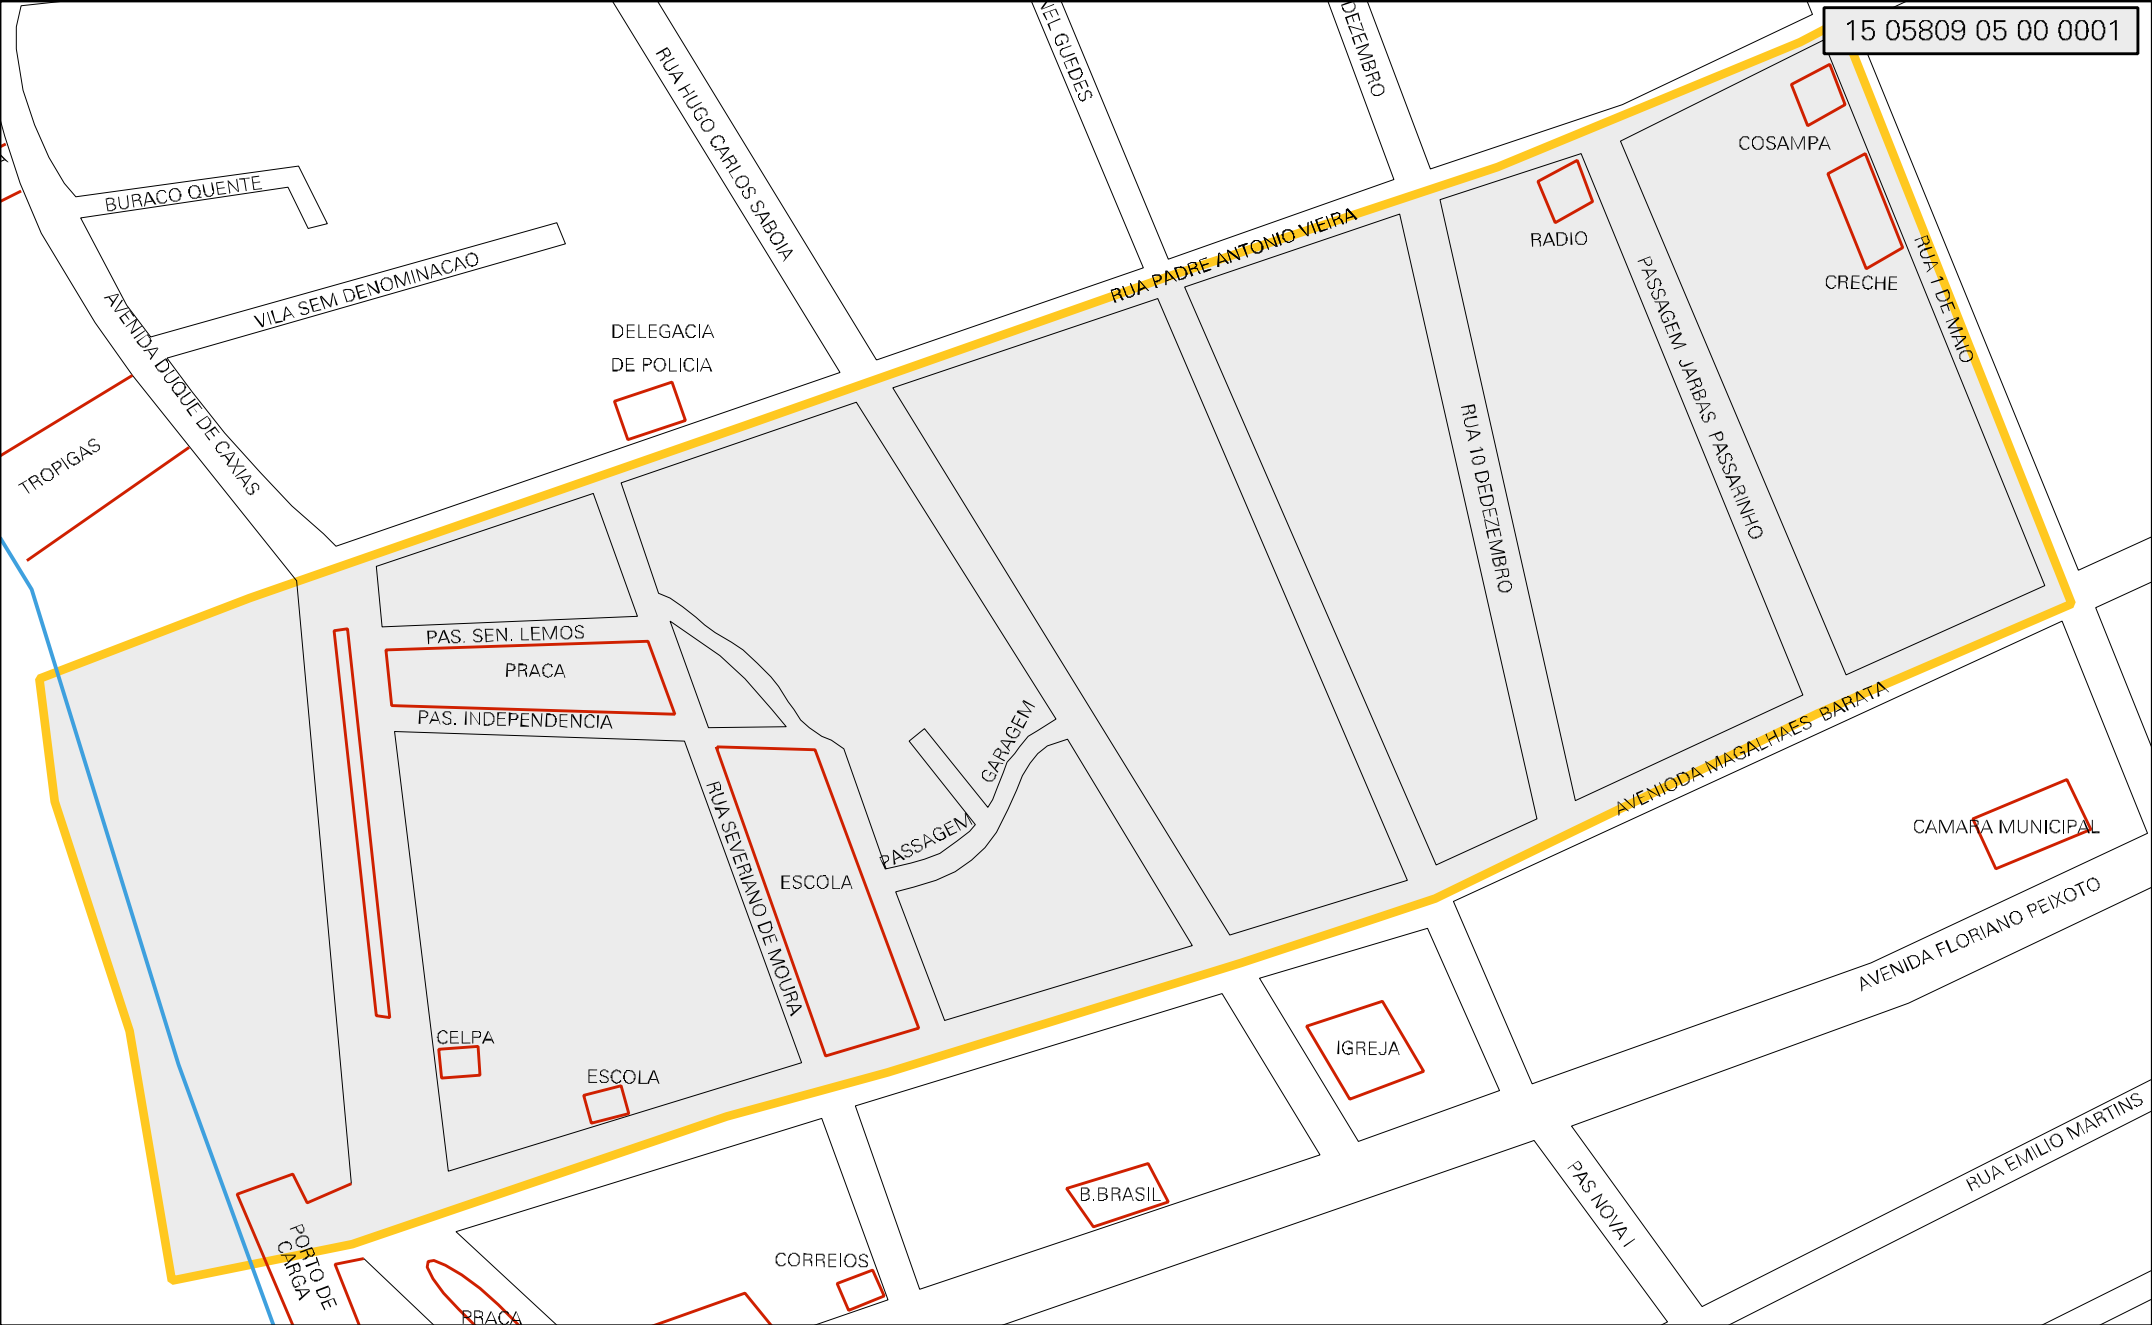 15 05809 05 00 0001
NEL GUEDES
DEZEMBRO
RUA HUGO CARLOS SABOIA
COSAMPA
BURACO QUENTE
RUA PADRE ANTONIO VIEIRA
RADIO
CRECHE
RUA 1 DE MAIO
VILA SEM DENOMINACAO
AVENIDA DUQUE DE CAXIAS
DELEGACIA
DE POLICIA
PASSAGEM JARBAS PASSARINHO
RUA 10 DEDEZEMBRO
TROPIGAS
PAS. SEN. LEMOS
PRACA
PAS. INDEPENDENCIA
GARAGEM
PASSAGEM
AVENIODA MAGALHAES BARATA
RUA SEVERIANO DE MOURA
ESCOLA
CAMARA MUNICIPAL
AVENIDA FLORIANO PEIXOTO
CELPA
ESCOLA
IGREJA
RUA EMILIO MARTINS
B.BRASIL
PAS NOVA I
PORTO DE
CARGA
CORREIOS
PRACA